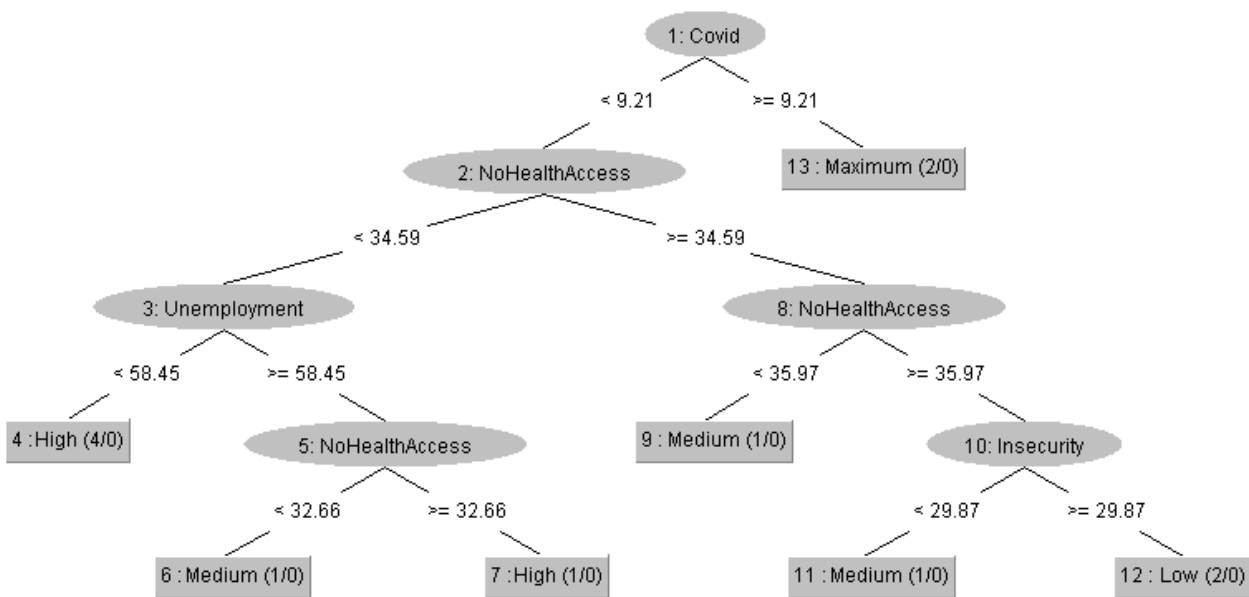 1: Covid
< 9.21
>= 9.21
2: NoHealthAccess
13 : Maximum (2/0)
< 34.59
>= 34.59
3: Unemployment
8: NoHealthAccess
< 58.45
>= 58.45
< 35.97
>= 35.97
4 : High (4/0)
5: NoHealthAccess
9 : Medium (1/0)
10: Insecurity
< 32.66
>= 32.66
< 29.87
>= 29.87
6 : Medium (1/0)
7 : High (1/0)
11 : Medium (1/0)
12 : Low (2/0)